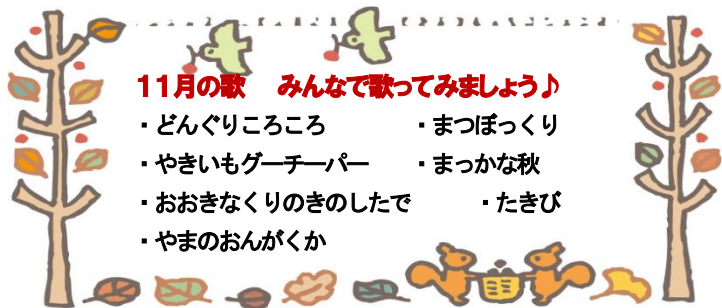 11月の歌　みんなで歌ってみましょう♪
・どんぐりころころ　・まつぼっくり
・やきいもグーチーパー　・まっかな秋
・おおきなくりのきのしたで　・たきび
・やまのおんがくか